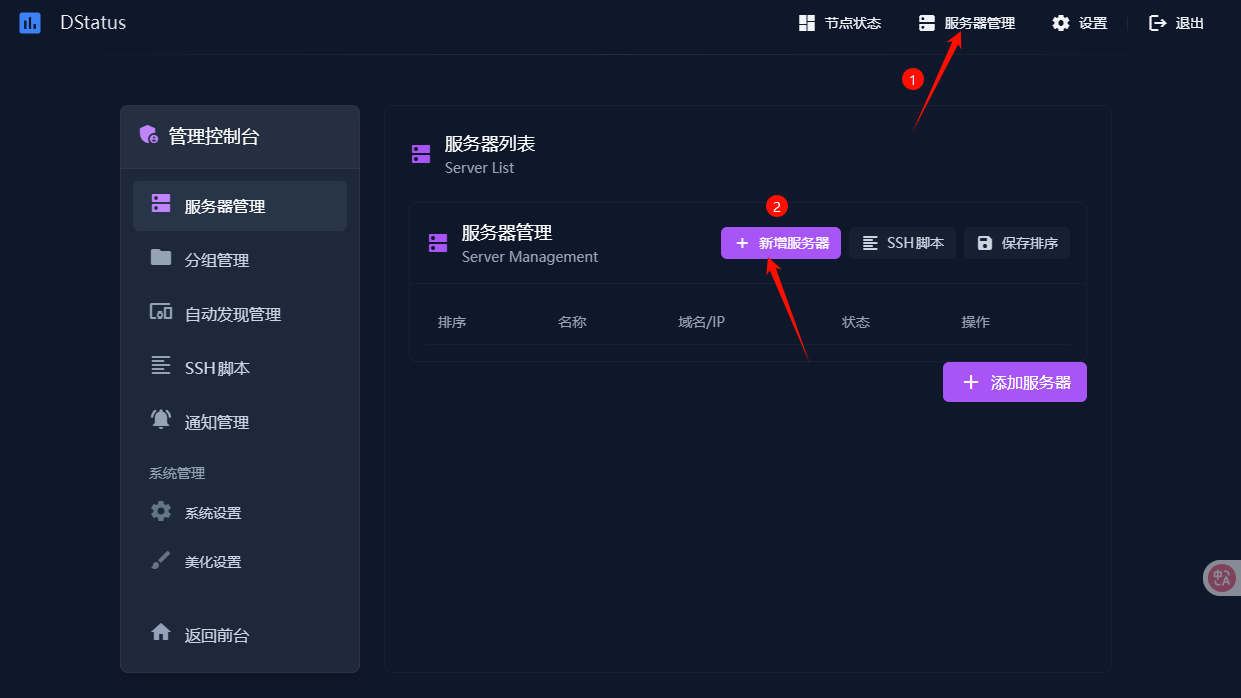 DStatus
节点状态
服务器管理
设置
退出
1
管理控制台
服务器管理
分组管理
自动发现管理
SSH脚本
通知管理
系统管理
系统设置
美化设置
返回前台
服务器列表
Server List
2
服务器管理
Server Management
新增服务器
SSH脚本
保存排序
排序
名称
域名/IP
状态
操作
添加服务器
中
A